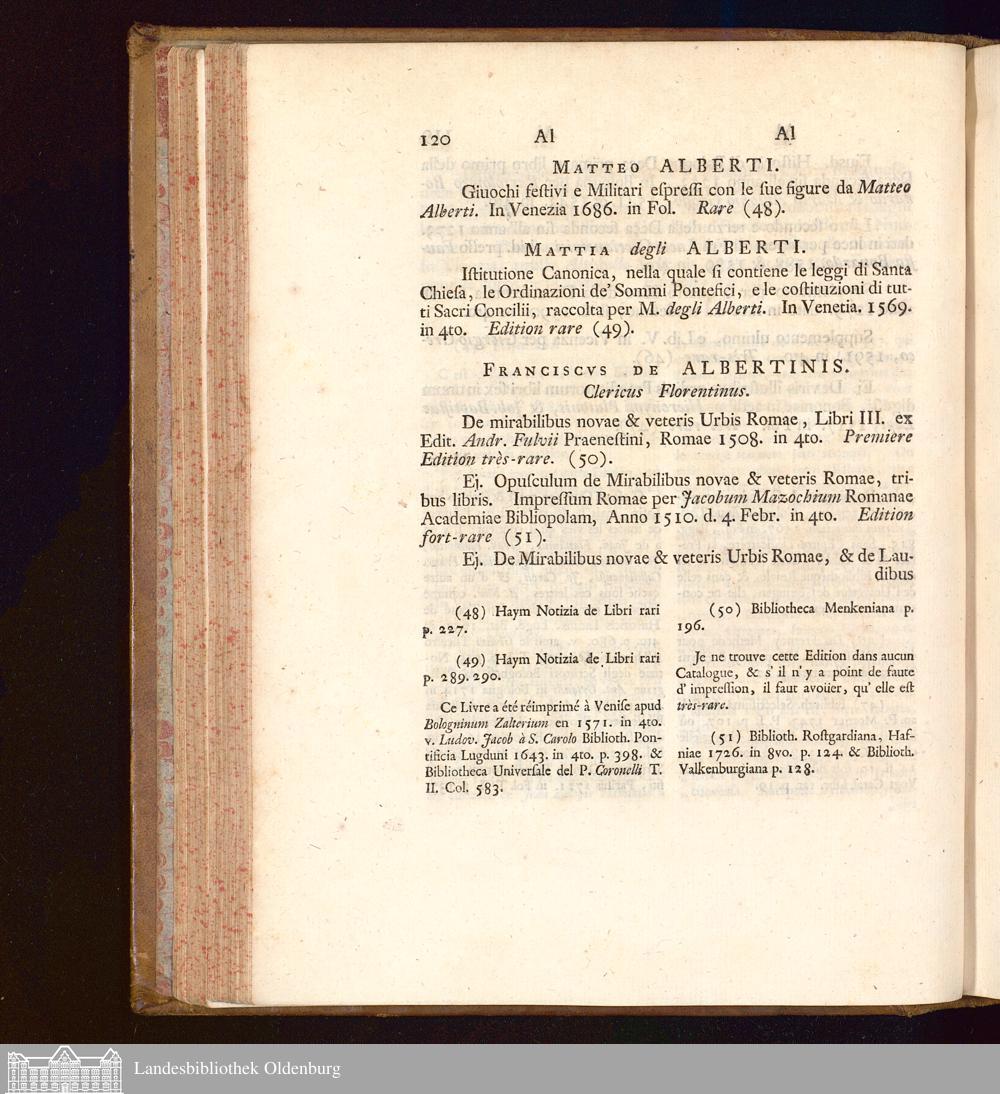 120 Al Al
MATTEO ALBERTI.
Giuochi feſtivi e Militari eſpreſſi con le ſue figure da Matteo
Alberti. In Venezia 1686. in Fol. Rare (48).
MATTIA degli ALBERTI.
Iſtitutione Canonica, nella quale ſi contiene le leggi di Santa
Chieſa, le Ordinazioni de' Sommi Pontefici, e le coſtituzioni di tut-
ti Sacri Concilii, raccolta per M. degli Alberti. In Venetia. 1569.
in 4to. Edition rare (49).
FRANCISCVS DE ALBERTINIS.
Clericus Florentinus.
De mirabilibus novae & veteris Urbis Romae, Libri III. ex
Edit. Andr. Fulvii Praeneſtini, Romae 1508. in 4to. Premiere
Edition très-rare. (50).
Ej. Opuſculum de Mirabilibus novae & veteris Romae, tri-
bus libris. Impreſſum Romae per Jacobum Mazochium Romanae
Academiae Bibliopolam, Anno 1510. d. 4. Febr. in 4to. Edition
fort-rare (51).
Ej. De Mirabilibus novae & veteris Urbis Romae, & de Lau-
dibus
(48) Haym Notizia de Libri rari
p. 227.
(49) Haym Notizia de Libri rari
p. 289. 290.
Ce Livre a été réimprimé à Veniſe apud
Bologninum Zalterium en 1571. in 4to.
v. Ludov. Jacob à S. Carolo Biblioth. Pon-
tificia Lugduni 1643. in 4to. p. 398. &
Bibliotheca Univerſale del P. Coronelli T.
II. Col. 583.
(50) Bibliotheca Menkeniana p.
196.
Je ne trouve cette Edition dans aucun
Catalogue, & s' il n' y a point de faute
d' impreſſion, il faut avoüer, qu' elle eſt
très-rare.
(51) Biblioth. Roſtgardiana, Haf-
niae 1726. in 8vo. p. 124. & Biblioth.
Valkenburgiana p. 128.
Landesbibliothek Oldenburg